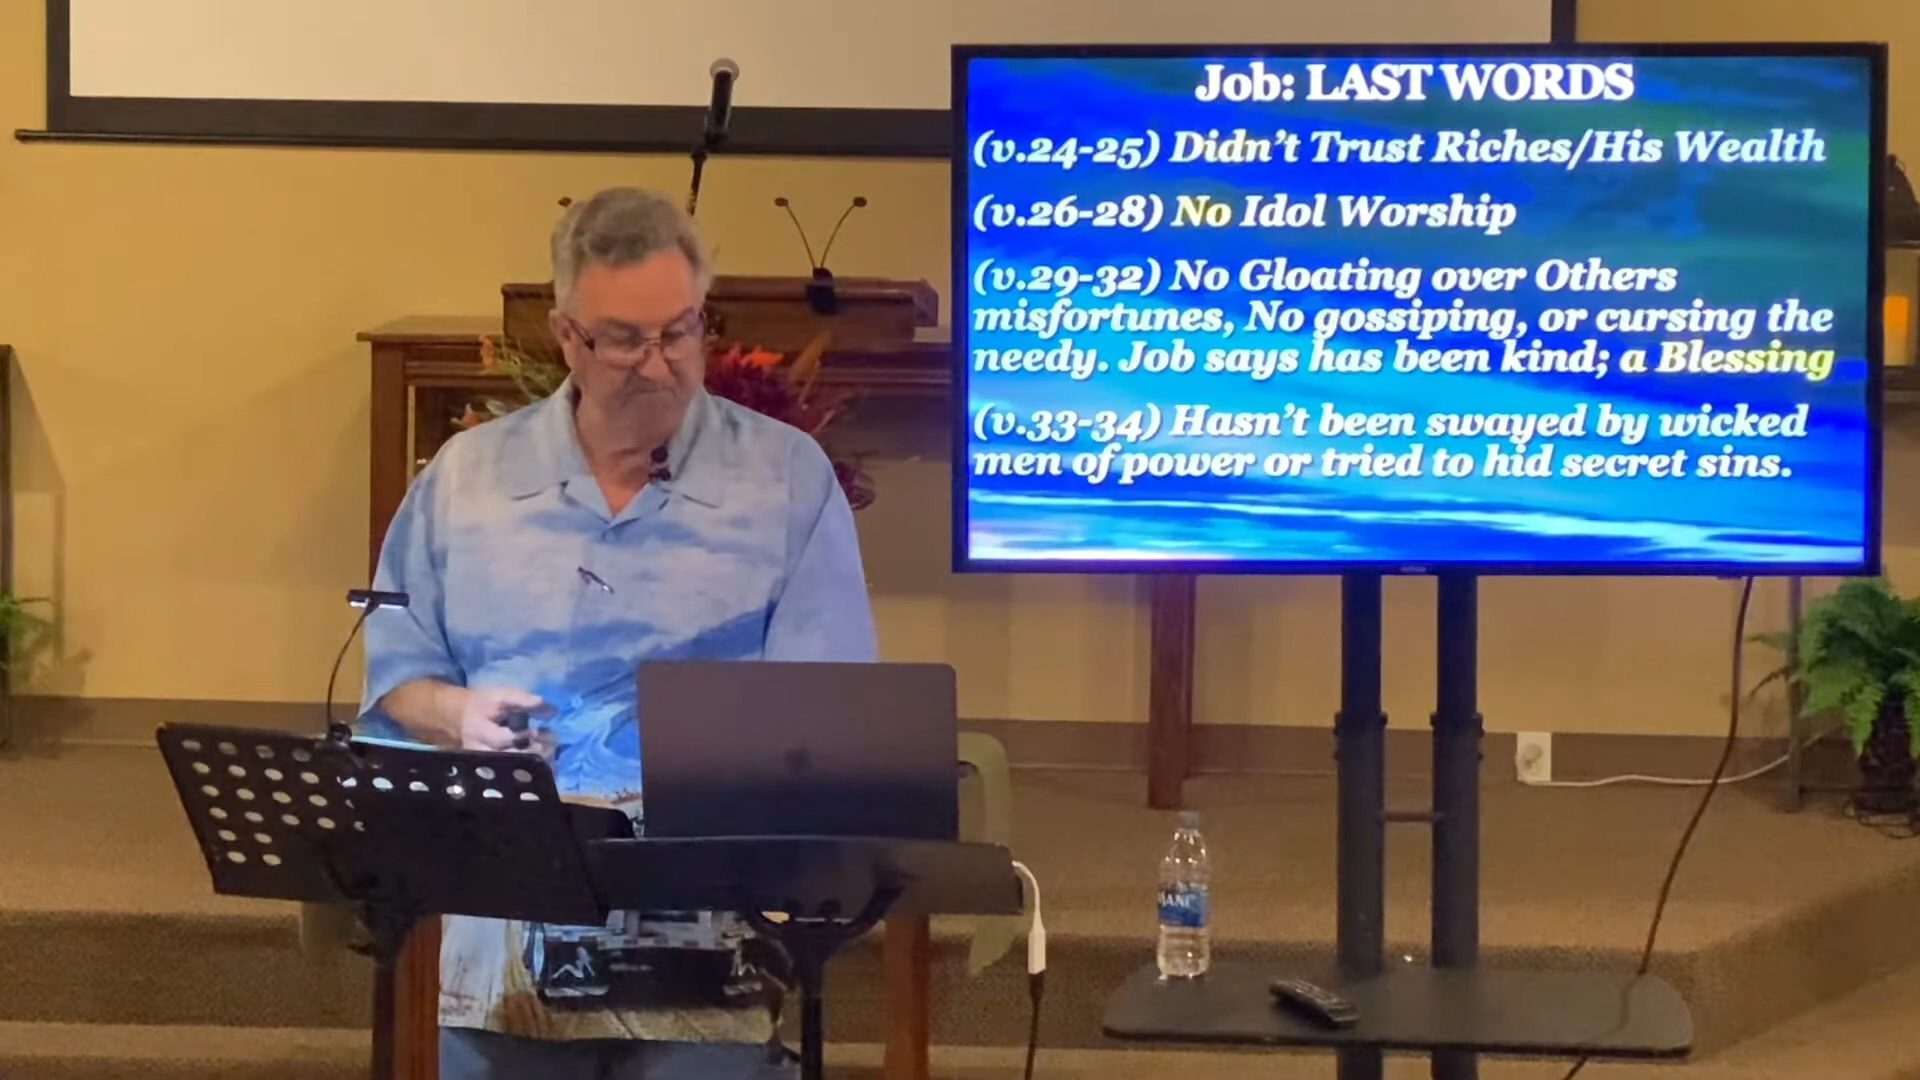 Job: LAST WORDS
(v.24-25) Didn't Trust Riches/His Wealth
(v.26-28) No Idol Worship
(v.29-32) No Gloating over Others
misfortunes, No gossiping, or cursing the
needy. Job says has been kind; a Blessing
(v.33-34) Hasn't been swayed by wicked
men of power or tried to hid secret sins.